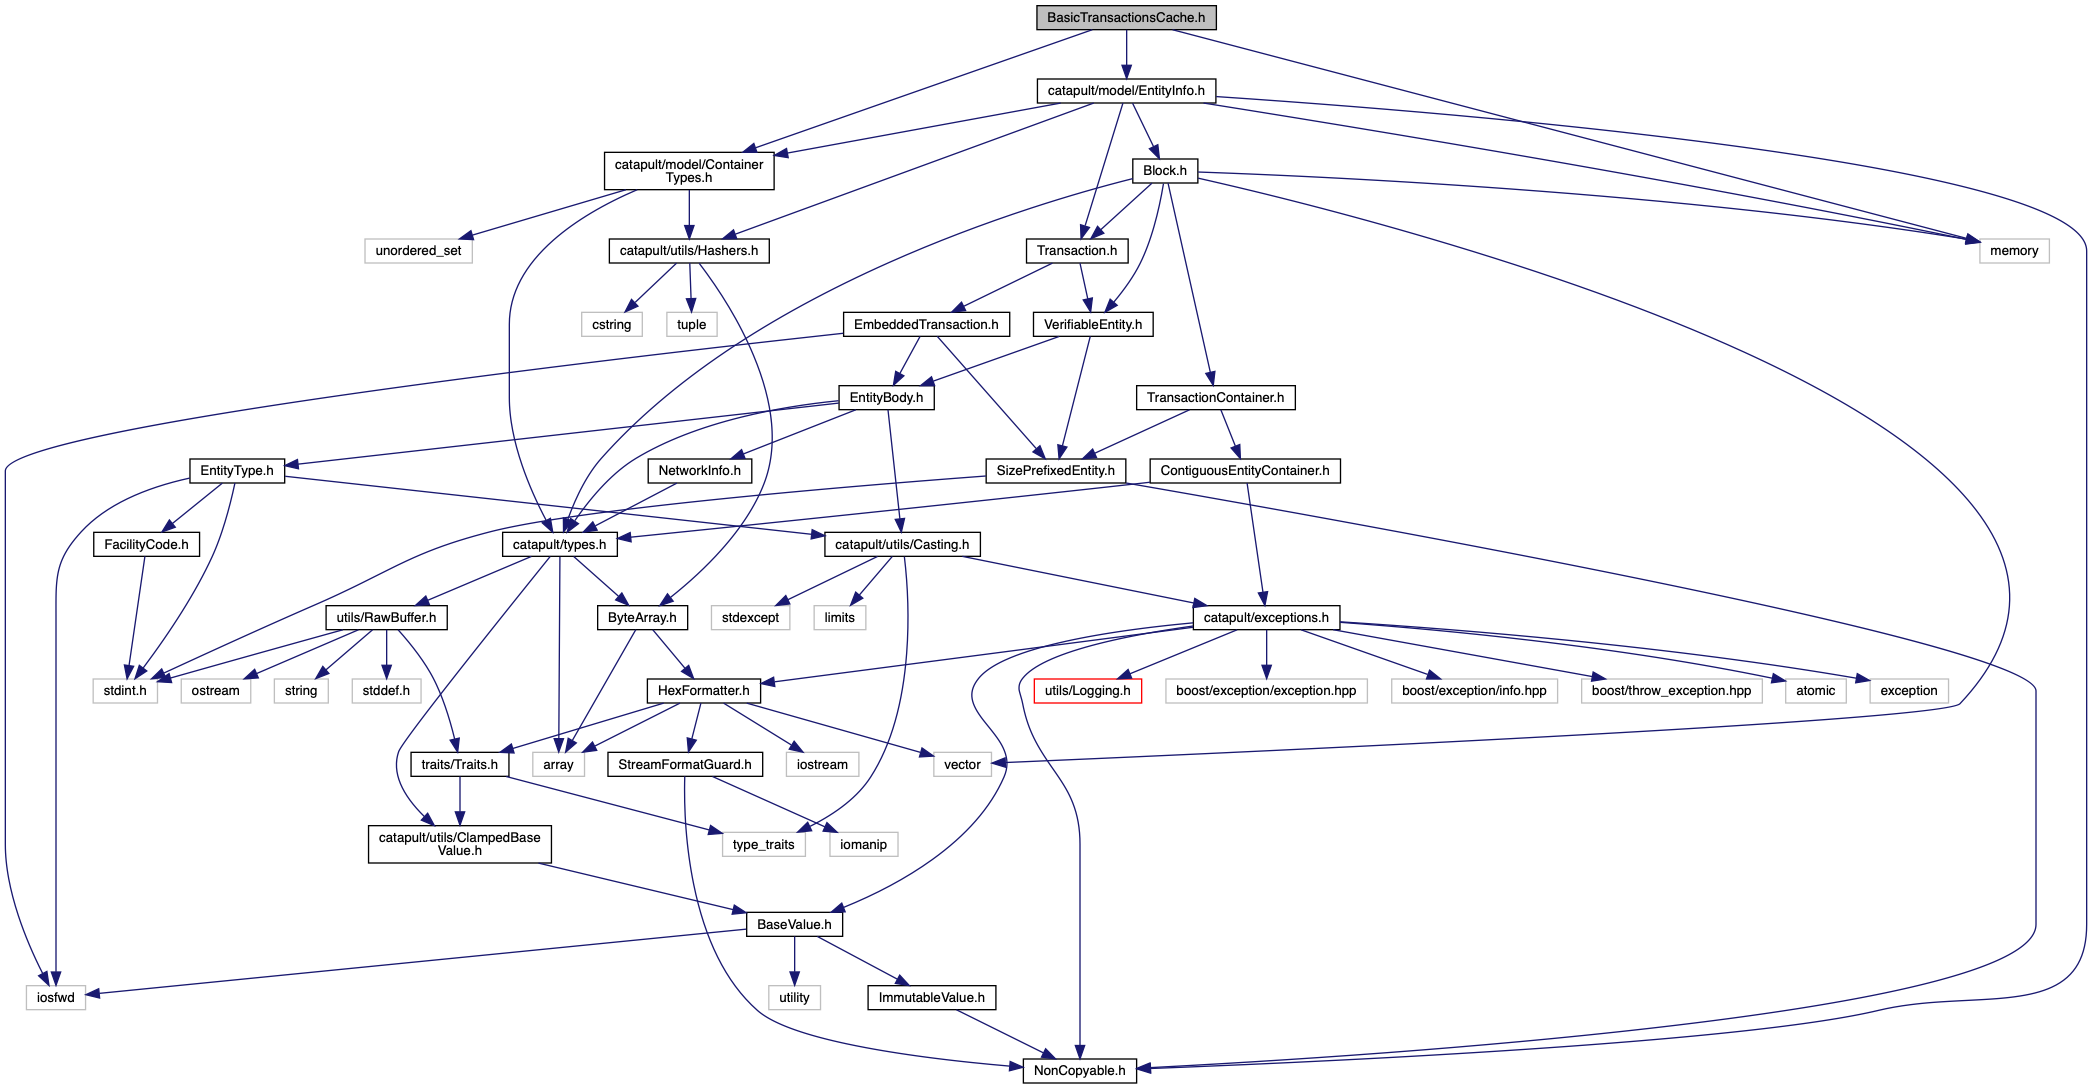 BasicTransactionsCache.h
catapult/model/EntityInfo.h
catapult/model/Container
Types.h
Block.h
unordered_set
catapult/utils/Hashers.h
Transaction.h
memory
cstring
tuple
EmbeddedTransaction.h
VerifiableEntity.h
EntityBody.h
TransactionContainer.h
EntityType.h
NetworkInfo.h
SizePrefixedEntity.h
ContiguousEntityContainer.h
FacilityCode.h
catapult/types.h
catapult/utils/Casting.h
utils/RawBuffer.h
ByteArray.h
stdexcept
limits
catapult/exceptions.h
stdint.h
ostream
string
stddef.h
HexFormatter.h
utils/Logging.h
boost/exception/exception.hpp
boost/exception/info.hpp
boost/throw_exception.hpp
atomic
exception
traits/Traits.h
array
StreamFormatGuard.h
iostream
vector
catapult/utils/ClampedBase
Value.h
type_traits
iomanip
BaseValue.h
iosfwd
utility
ImmutableValue.h
NonCopyable.h